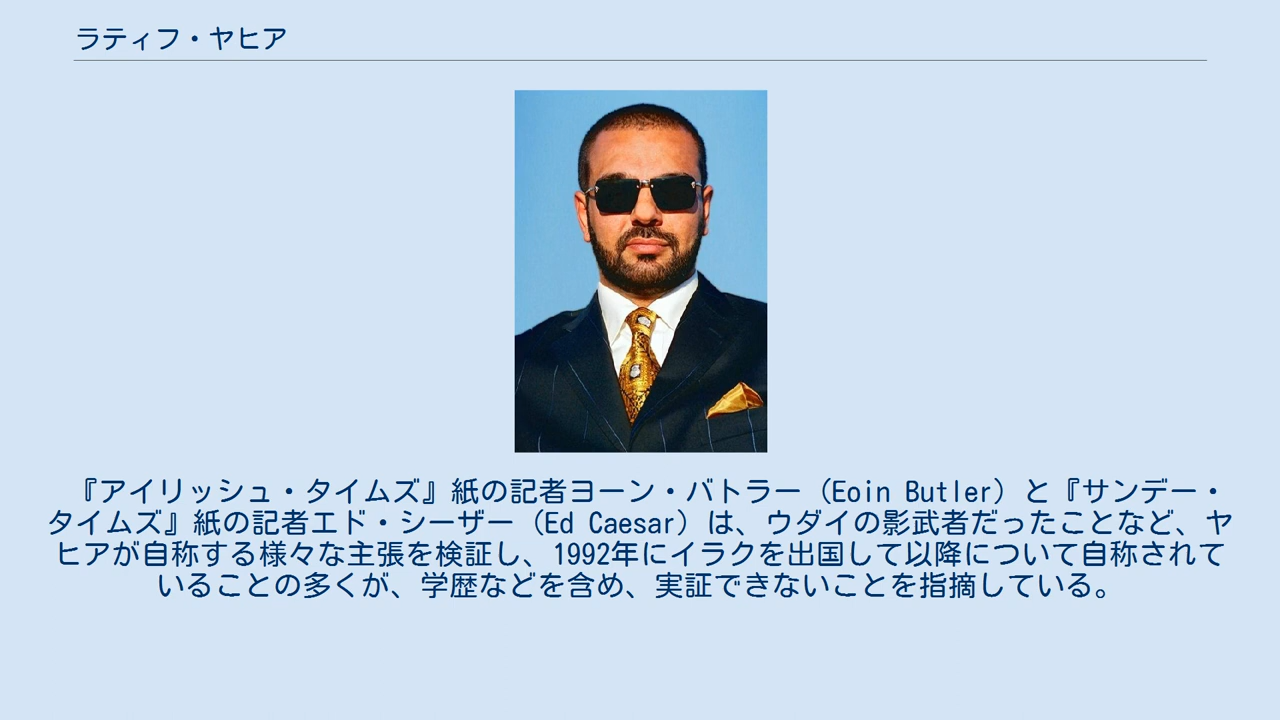 ラティフ・ヤヒア
『アイリッシュ・タイムズ』紙の記者ヨーン・バトラー（Eoin Butler）と『サンデー・
タイムズ』紙の記者エド・シーザー（Ed Caesar）は、ウダイの影武者だったことなど、ヤ
ヒアが自称する様々な主張を検証し、1992年にイラクを出国して以降について自称されて
いることの多くが、学歴などを含め、実証できないことを指摘している。